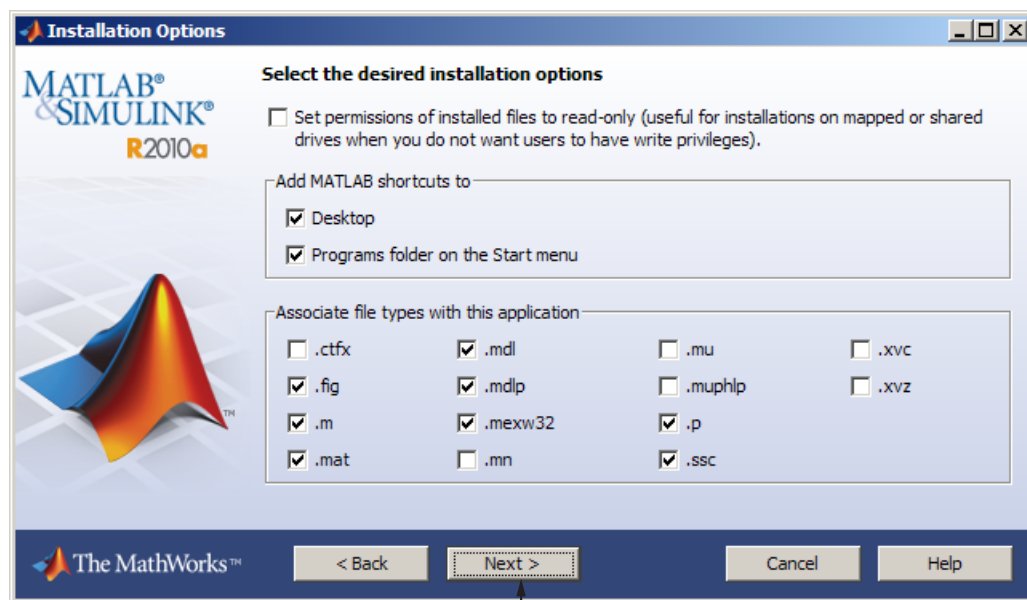 Installation Options
MATLAB®
&SIMULINK®
R2010a
Select the desired installation options
Set permissions of installed files to read-only (useful for installations on mapped or shared
drives when you do not want users to have write privileges).
Add MATLAB shortcuts to
Desktop
Programs folder on the Start menu
Associate file types with this application
.ctfx .mdl .mu .xvc
.fig .mdlp .muphlp .xvz
.m .mexw32 .p
.mat .mn .ssc
TM
The MathWorks™ < Back Next > Cancel Help